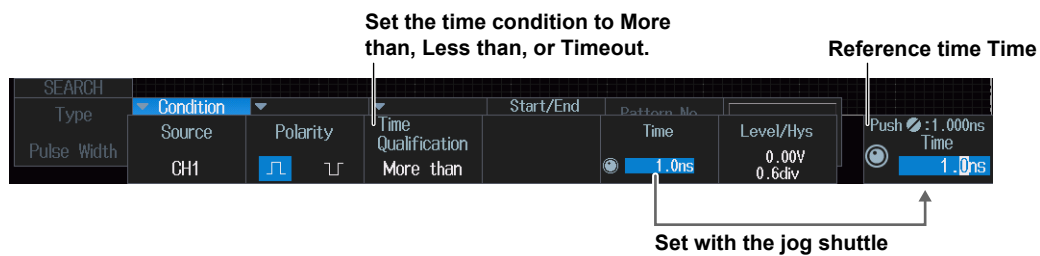 Set the time condition to More
than, Less than, or Timeout.
Reference time Time
SEARCH
Type
Pulse Width
Condition
Start/End
Pattern No.
Source
CH1
Polarity
Time
Qualification
More than
Time
1.0ns
Level/Hys
0.00V
0.6div
Push :1.000ns
Time
1.0ns
Set with the jog shuttle